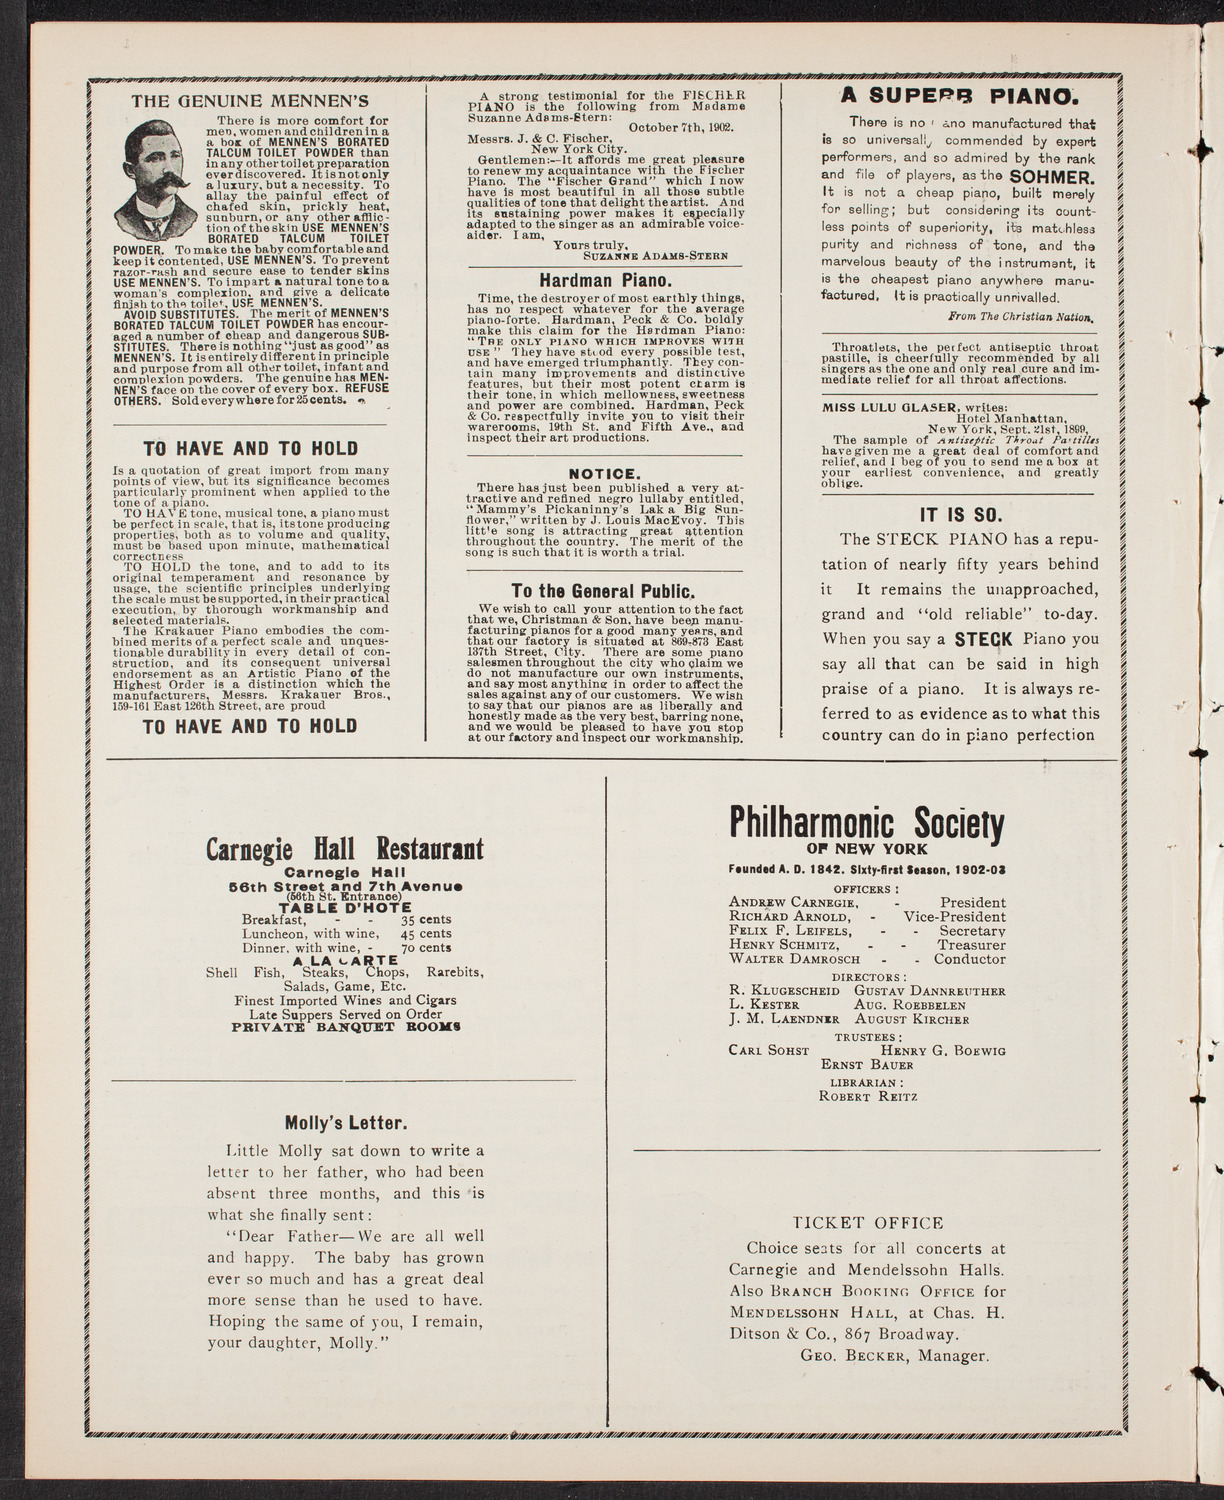 THE GENUINE MENNEN'S
There is more comfort for
men, women and children in a
a box of MENNEN'S BORATED
TALCUM TOILET POWDER than
in any other toilet preparation
ever discovered. It is not only
a luxury, but a necessity. To
allay the painful effect of
chafed skin, prickly heat,
sunburn, or any other afflic-
tion of the skin USE MENNEN'S
BORATED TALCUM TOILET
POWDER. To make the baby comfortable and
keep it contented, USE MENNEN'S. To prevent
razor-rash and secure ease to tender skins
USE MENNEN'S. To impart a natural tone to a
woman's complexion, and give a delicate
finish to the toilet, USE MENNEN'S.
AVOID SUBSTITUTES. The merit of MENNEN'S
BORATED TALCUM TOILET POWDER has encour-
aged a number of cheap and dangerous SUB-
STITUTES. There is nothing "just as good" as
MENNEN'S. It is entirely different in principle
and purpose from all other toilet, infant and
complexion powders. The genuine has MEN-
NEN'S face on the cover of every box. REFUSE
OTHERS. Sold everywhere for 25 cents.
TO HAVE AND TO HOLD
Is a quotation of great import from many
points of view, but its significance becomes
particularly prominent when applied to the
tone of a piano.
TO HAVE tone, musical tone, a piano must
be perfect in scale, that is, its tone producing
properties, both as to volume and quality,
must be based upon minute, mathematical
correctness
TO HOLD the tone, and to add to its
original temperament and resonance by
usage, the scientific principles underlying
the scale must be supported, in their practical
execution, by thorough workmanship and
selected materials.
The Krakauer Piano embodies the com-
bined merits of a perfect scale and unques-
tionable durability in every detail of con-
struction, and its consequent universal
endorsement as an Artistic Piano of the
Highest Order is a distinction which the
manufacturers, Messrs. Krakauer Bros.,
159-161 East 126th Street, are proud
TO HAVE AND TO HOLD
A strong testimonial for the FISCHER
PIANO is the following from Madame
Suzanne Adams-Stern:
October 7th, 1902.
Messrs. J. & C. Fischer,
New York City.
Gentlemen:—It affords me great pleasure
to renew my acquaintance with the Fischer
Piano. The "Fischer Grand" which I now
have is most beautiful in all those subtle
qualities of tone that delight the artist. And
its sustaining power makes it especially
adapted to the singer as an admirable voice-
aider. I am,
Yours truly,
SUZANNE ADAMS-STERN
Hardman Piano.
Time, the destroyer of most earthly things,
has no respect whatever for the average
piano-forte. Hardman, Peck & Co. boldly
make this claim for the Hardman Piano:
"THE ONLY PIANO WHICH IMPROVES WITH
USE" They have stood every possible test,
and have emerged triumphantly. They con-
tain many improvements and distinctive
features, but their most potent charm is
their tone, in which mellowness, sweetness
and power are combined. Hardman, Peck
& Co. respectfully invite you to visit their
warerooms, 19th St. and Fifth Ave., and
inspect their art productions.
NOTICE.
There has just been published a very at-
tractive and refined negro lullaby entitled,
"Mammy's Pickaninny's Lak a Big Sun-
flower," written by J. Louis MacEvoy. This
little song is attracting great attention
throughout the country. The merit of the
song is such that it is worth a trial.
To the General Public.
We wish to call your attention to the fact
that we, Christman & Son, have been manu-
facturing pianos for a good many years, and
that our factory is situated at 869-873 East
137th Street, City. There are some piano
salesmen throughout the city who claim we
do not manufacture our own instruments,
and say most anything in order to affect the
sales against any of our customers. We wish
to say that our pianos are as liberally and
honestly made as the very best, barring none,
and we would be pleased to have you stop
at our factory and inspect our workmanship.
A SUPERB PIANO.
There is no piano manufactured that
is so universally commended by expert
performers, and so admired by the rank
and file of players, as the SOHMER.
It is not a cheap piano, built merely
for selling; but considering its count-
less points of superiority, its matchless
purity and richness of tone, and the
marvelous beauty of the instrument, it
is the cheapest piano anywhere manu-
factured. It is practically unrivalled.
From The Christian Nation.
Throatlets, the perfect antiseptic throat
pastille, is cheerfully recommended by all
singers as the one and only real cure and im-
mediate relief for all throat affections.
MISS LULU GLASER, writes:
Hotel Manhattan,
New York, Sept. 21st, 1899,
The sample of Antiseptic Throat Pastilles
have given me a great deal of comfort and
relief, and I beg of you to send me a box at
your earliest convenience, and greatly
oblige.
IT IS SO.
The STECK PIANO has a repu-
tation of nearly fifty years behind
it It remains the unapproached,
grand and "old reliable" to-day.
When you say a STECK Piano you
say all that can be said in high
praise of a piano. It is always re-
ferred to as evidence as to what this
country can do in piano perfection
Carnegie Hall Restaurant
Carnegie Hall
56th Street and 7th Avenue
(56th St. Entrance)
TABLE D'HOTE
Breakfast, - - 35 cents
Luncheon, with wine, 45 cents
Dinner, with wine, - 70 cents
A LA CARTE
Shell Fish, Steaks, Chops, Rarebits,
Salads, Game, Etc.
Finest Imported Wines and Cigars
Late Suppers Served on Order
PRIVATE BANQUET ROOMS
Molly's Letter.
Little Molly sat down to write a
letter to her father, who had been
absent three months, and this is
what she finally sent:
"Dear Father—We are all well
and happy. The baby has grown
ever so much and has a great deal
more sense than he used to have.
Hoping the same of you, I remain,
your daughter, Molly."
Philharmonic Society
OF NEW YORK
Founded A. D. 1842. Sixty-first Season, 1902-03
OFFICERS:
ANDREW CARNEGIE, - President
RICHARD ARNOLD, - Vice-President
FELIX F. LEIFELS, - - Secretary
HENRY SCHMITZ, - - Treasurer
WALTER DAMROSCH - - Conductor
DIRECTORS:
R. KLUGESCHEID GUSTAV DANNREUTHER
L. KESTER AUG. ROEBBELEN
J. M. LAENDNER AUGUST KIRCHER
TRUSTEES:
CARL SOHST HENRY G. BOEWIG
ERNST BAUER
LIBRARIAN:
ROBERT REITZ
TICKET OFFICE
Choice seats for all concerts at
Carnegie and Mendelssohn Halls.
Also BRANCH BOOKING OFFICE for
MENDELSSOHN HALL, at Chas. H.
Ditson & Co., 867 Broadway.
GEO. BECKER, Manager.